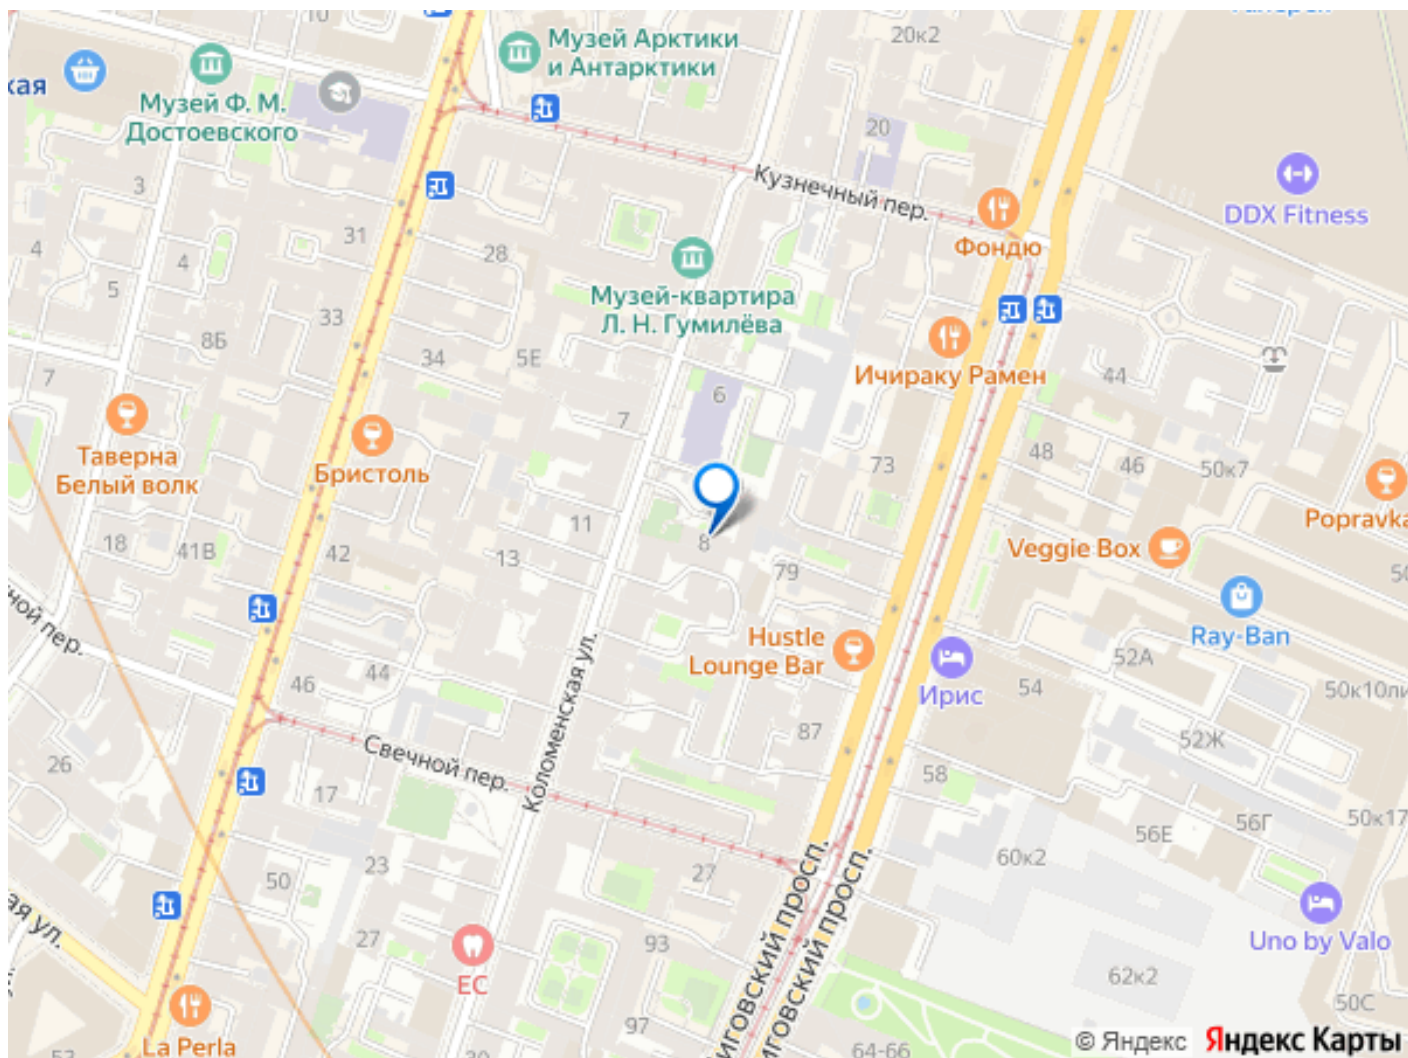 10
20к2
Музей Арктики
и Антарктики
кая
Музей Ф. М.
Достоевского
20
Кузнечный пер.
3
DDX Fitness
31
4
4
28
Фондю
5
Музей-квартира
Л. Н. Гумилёва
33
8Б
34
5Е
7
6
Ичираку Рамен
44
7
Таверна
Белый волк
Бристоль
73
48
46
50к7
Popravka
18
41В
42
11
13
8
79
Veggie Box
Ray-Ban
Hustle
Lounge Bar
52А
Ирис
54
50к10ли
46
44
Коломенская ул.
87
52Ж
26
Свечной пер.
17
58
56Е
56Г
50к17
60к2
23
50
27
27
93
Uno by Valo
ЕС
62к2
50С
97
La Perla
64-66
© Яндекс
Яндекс Карты